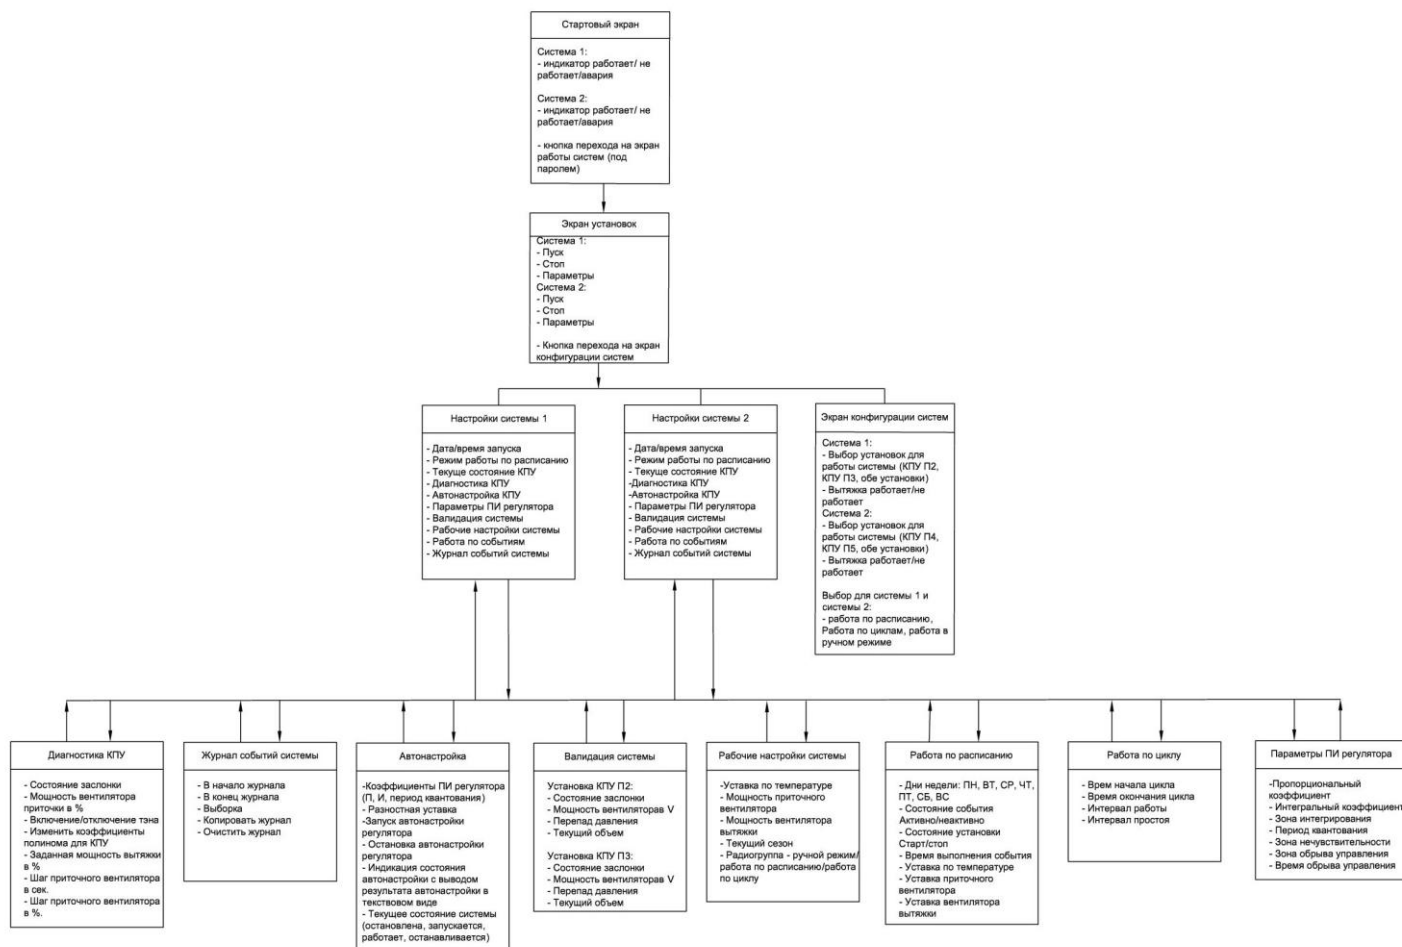 Стартовый экран
Система 1:
- индикатор работает/ не
работает/авария
Система 2:
- индикатор работает/ не
работает/авария
- кнопка перехода на экран
работы систем (под
паролем)
Экран установок
Система 1:
- Пуск
- Стоп
- Параметры
Система 2:
- Пуск
- Стоп
- Параметры
- Кнопка перехода на экран
конфигурации систем
Настройки системы 1
- Дата/время запуска
- Режим работы по расписанию
- Текуще состояние КПУ
- Диагностика КПУ
- Автонастройка КПУ
- Параметры ПИ регулятора
- Валидация системы
- Рабочие настройки системы
- Работа по событиям
- Журнал событий системы
Настройки системы 2
- Дата/время запуска
- Режим работы по расписанию
- Текуще состояние КПУ
-Диагностика КПУ
-Автонастройка КПУ
- Параметры ПИ регулятора
- Валидация системы
- Рабочие настройки системы
- Работа по событиям
- Журнал событий системы
Экран конфигурации систем
Система 1:
- Выбор установок для
работы системы (КПУ П2,
КПУ П3, обе установки)
- Вытяжка работает/не
работает
Система 2:
- Выбор установок для
работы системы (КПУ П4,
КПУ П5, обе установки)
- Вытяжка работает/не
работает
Выбор для системы 1 и
системы 2:
- работа по расписанию,
Работа по циклам, работа в
ручном режиме
Диагностика КПУ
- Состояние заслонки
- Мощность вентилятора
приточки в %
- Включение/отключение тэна
- Изменить коэффициенты
полинома для КПУ
- Заданная мощность вытяжки
в %
- Шаг приточного вентилятора
в сек.
- Шаг приточного вентилятора
в %.
Журнал событий системы
- В начало журнала
- В конец журнала
- Выборка
- Копировать журнал
- Очистить журнал
Автонастройка
-Коэффициенты ПИ регулятора
(П, И, период квантования)
- Разностная уставка
-Запуск автонастройки
регулятора
- Остановка автонастройки
регулятора
- Индикация состояния
автонастройки с выводом
результата автонастройки в
текстовом виде
- Текущее состояние системы
(остановлена, запускается,
работает, останавливается)
Валидация системы
Установка КПУ П2:
- Состояние заслонки
- Мощность вентиляторав V
- Перепад давления
- Текущий объем
Установка КПУ П3:
- Состояние заслонки
- Мощность вентиляторав V
- Перепад давления
- Текущий объем
Рабочие настройки системы
-Уставка по температуре
- Мощность приточного
вентилятора
- Мощность вентилятора
вытяжки
- Текущий сезон
- Радиогруппа - ручной режим/
работа по расписанию/работа
по циклу
Работа по расписанию
- Дни недели: ПН, ВТ, СР, ЧТ,
ПТ, СБ, ВС
- Состояние события
Активно/неактивно
- Состояние установки
Старт/стоп
- Время выполнения события
- Уставка по температуре
- Уставка приточного
вентилятора
- Уставка вентилятора
вытяжки
Работа по циклу
- Врем начала цикла
- Время окончания цикла
- Интервал работы
- Интервал простоя
Параметры ПИ регулятора
-Пропорциональный
коэффициент
- Интегральный коэффициент
- Зона интегрирования
- Период квантования
- Зона нечувствительности
- Зона обрыва управления
- Время обрыва управления